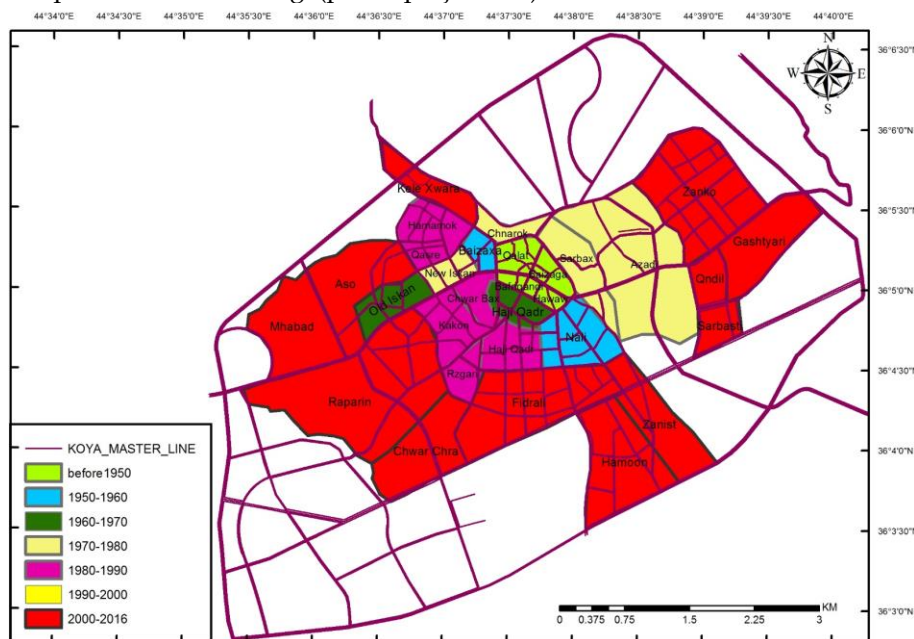 44°34'0"E 44°34'30"E 44°35'0"E 44°35'30"E 44°36'0"E 44°36'30"E 44°37'0"E 44°37'30"E 44°38'0"E 44°38'30"E 44°39'0"E 44°39'30"E 44°40'0"E
N
W E
S
36°6'30"N
36°6'0"N
36°5'30"N
36°5'0"N
36°4'30"N
36°4'0"N
36°3'30"N
36°3'0"N
Zanko
Kole Xwara
Hamamok
Chnarok
Gashtyari
Baizaxa
Qalat
Sarbax
Qasre
Azadi
New Iskan
Qndil
Aso
Chwar Bax
Hawaw
Old Iskan
Haji Qadr
Mhabad
Kakon
Sarbast
Nali
Haji Qadr
Rzgari
Raparin
Fidrali
Zanist
Chwar Chra
Hamoon
KOYA_MASTER_LINE
before1950
1950-1960
1960-1970
1970-1980
1980-1990
1990-2000
2000-2016
KM
0 0.375 0.75 1.5 2.25 3